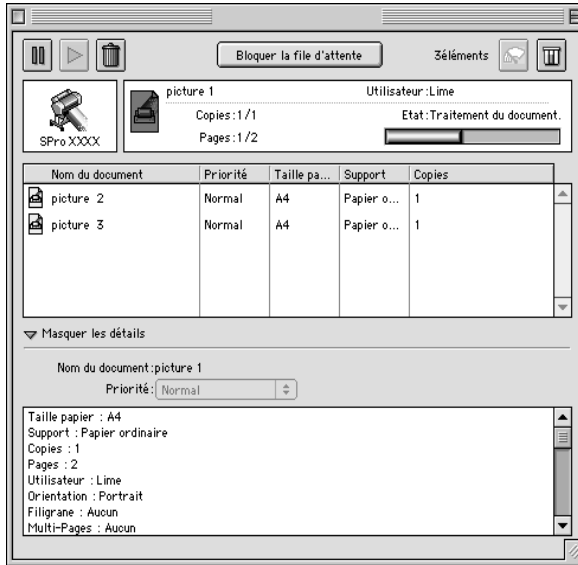 Bloquer la file d'attente 3éléments
picture 1 Utilisateur :Lime
Copies :1/1 Etat :Traitement du document.
Pages :1/2
SPro XXXX
Nom du document Priorité Taille pa... Support Copies
picture 2 Normal A4 Papier o... 1
picture 3 Normal A4 Papier o... 1
Masquer les détails
Nom du document :picture 1
Priorité : Normal
Taille papier : A4
Support : Papier ordinaire
Copies : 1
Pages : 2
Utilisateur : Lime
Orientation : Portrait
Filigrane : Aucun
Multi-Pages : Aucun